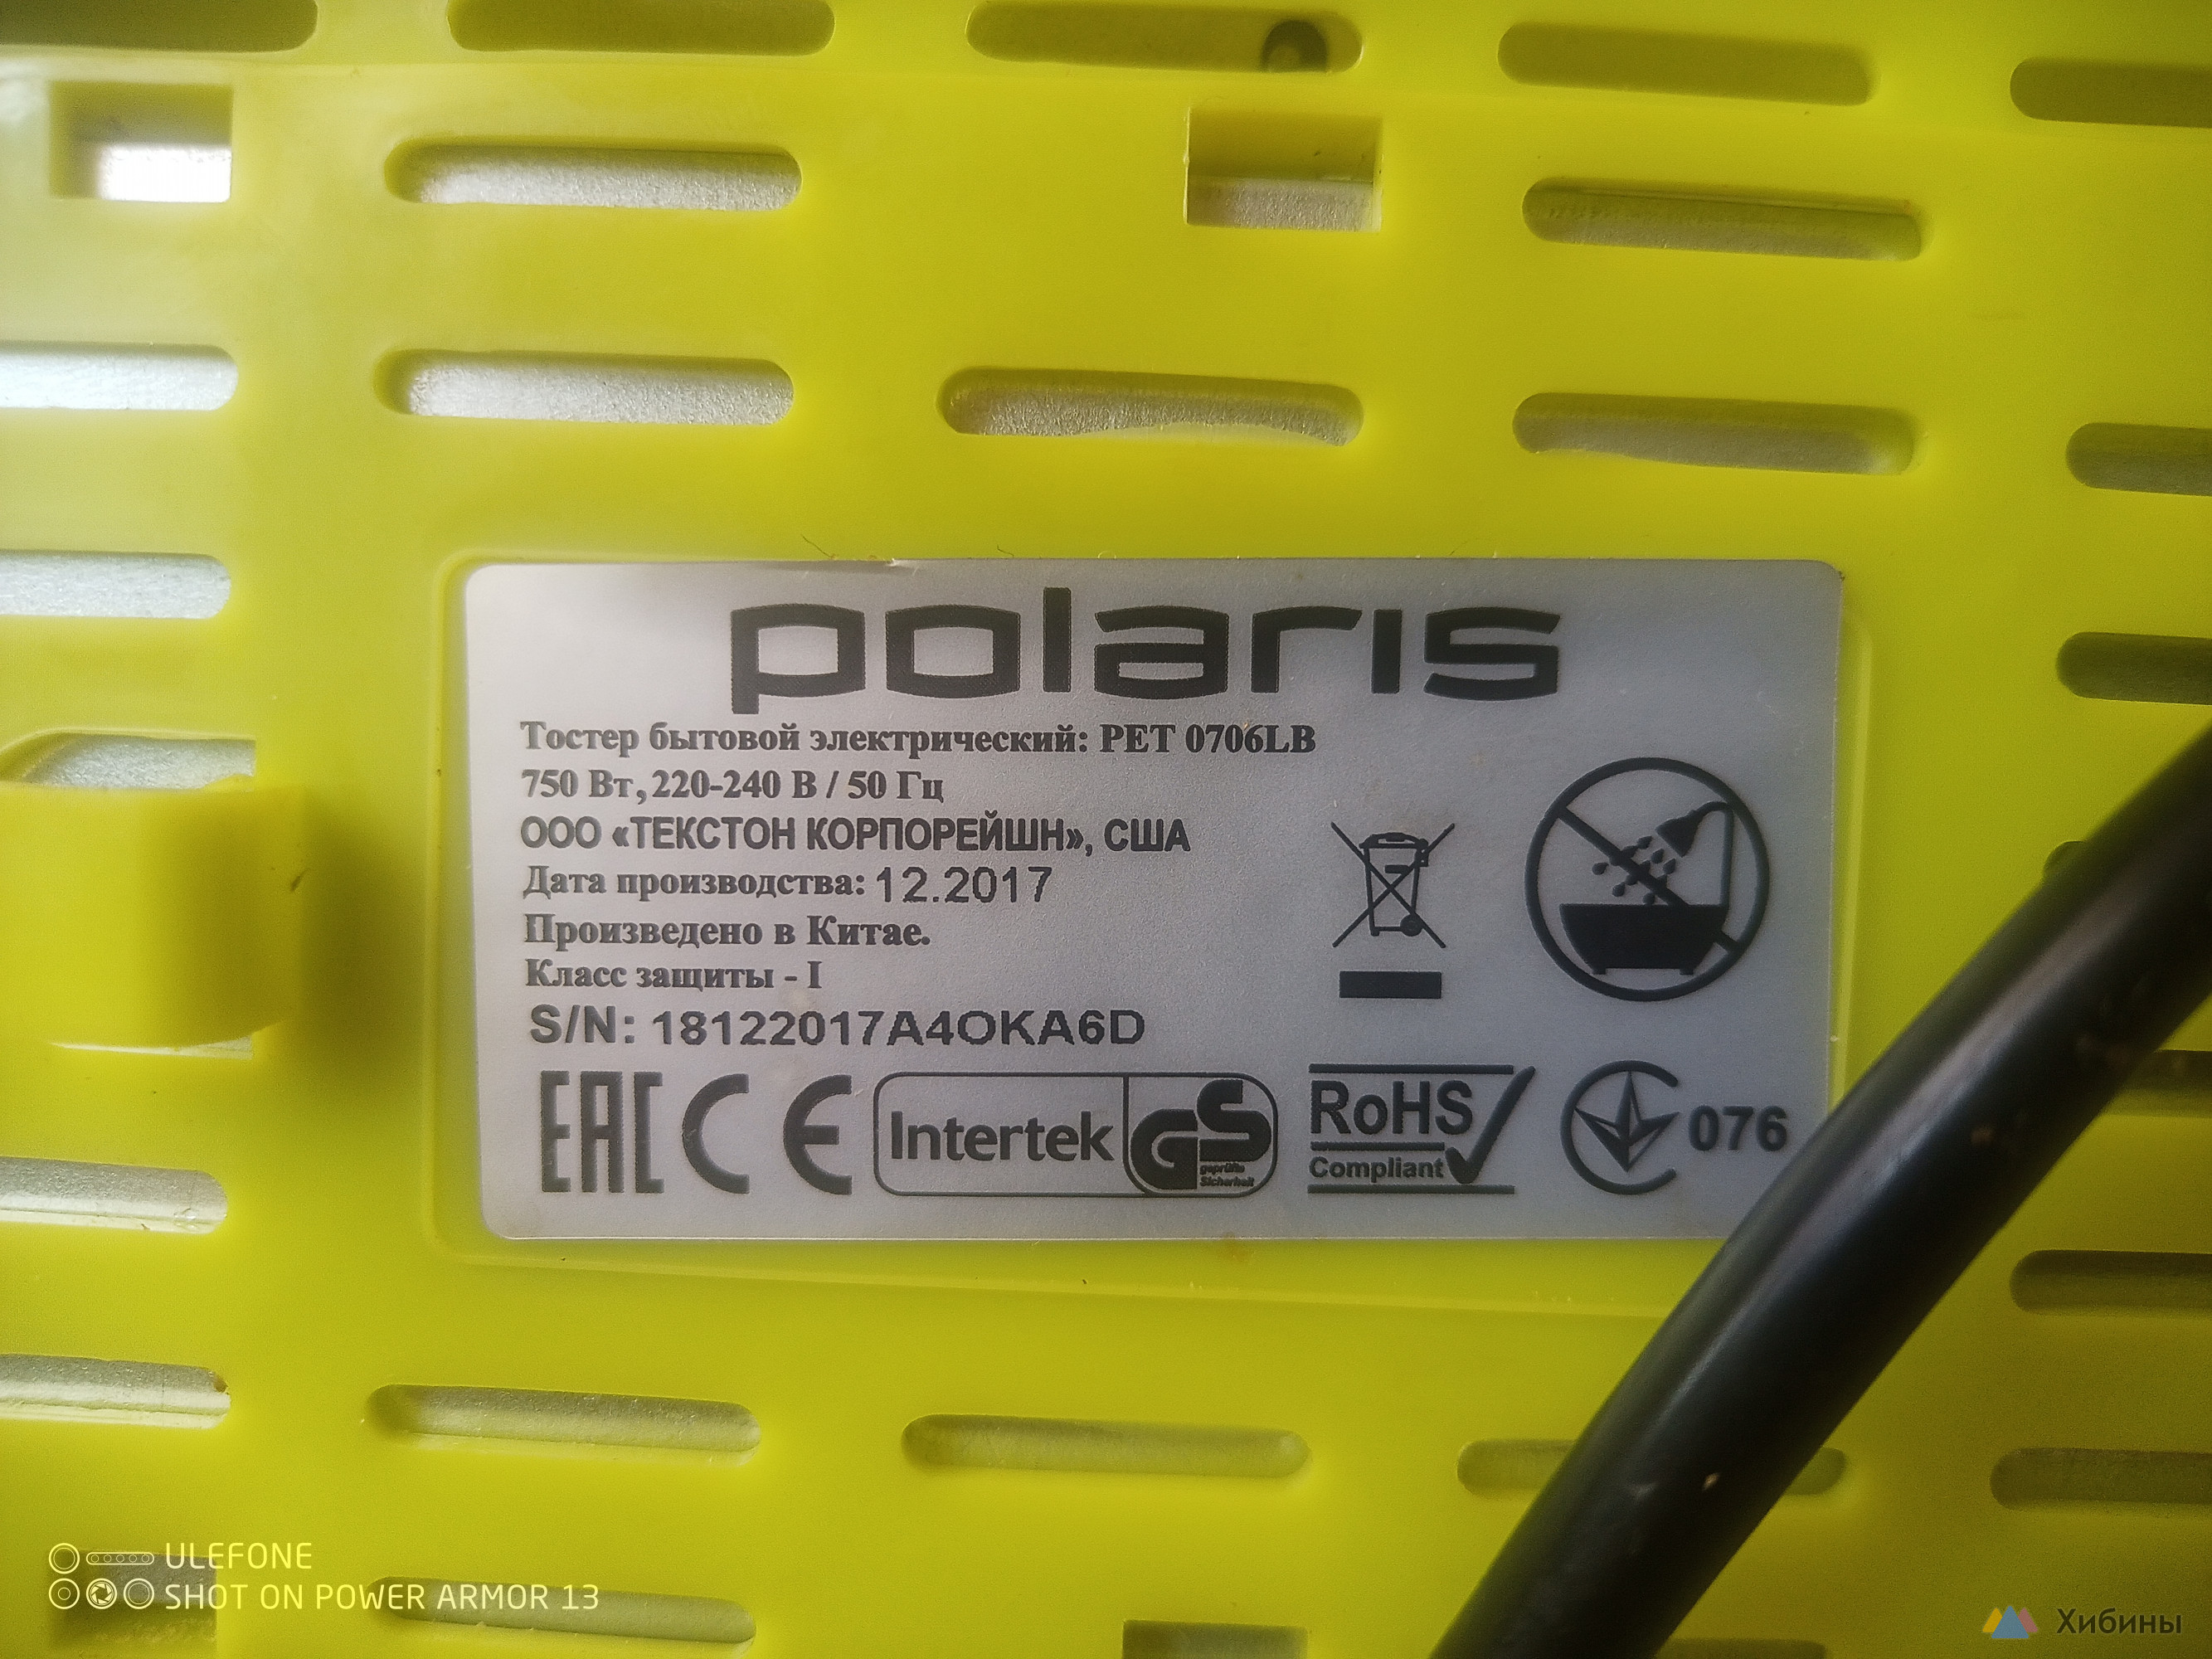 polaris
Тостер бытовой электрический: PET 0706LB
750 Вт, 220-240 В / 50 Гц
ООО «ТЕКСТОН КОРПОРЕЙШН», США
Дата производства: 12.2017
Произведено в Китае.
Класс защиты - I
S/N: 18122017A4OKA6D
EAC CE Intertek GS geprüfte Sicherheit RoHS Compliant 076
ULEFONE
SHOT ON POWER ARMOR 13
Хибины